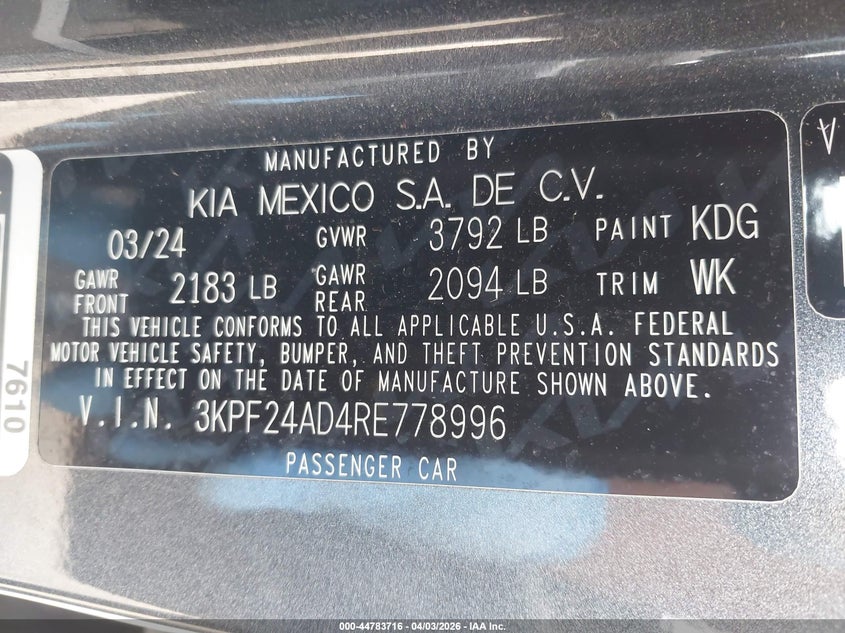 MANUFACTURED BY
KIA MEXICO S.A. DE C.V.
03/24 GVWR 3792 LB PAINT KDG
GAWR FRONT 2183 LB GAWR REAR 2094 LB TRIM WK
THIS VEHICLE CONFORMS TO ALL APPLICABLE U.S.A. FEDERAL
MOTOR VEHICLE SAFETY, BUMPER, AND THEFT PREVENTION STANDARDS
IN EFFECT ON THE DATE OF MANUFACTURE SHOWN ABOVE.
V.I.N. 3KPF24AD4RE778996
PASSENGER CAR
7610
V
000-44783716 | 04/03/2026 - IAA Inc.